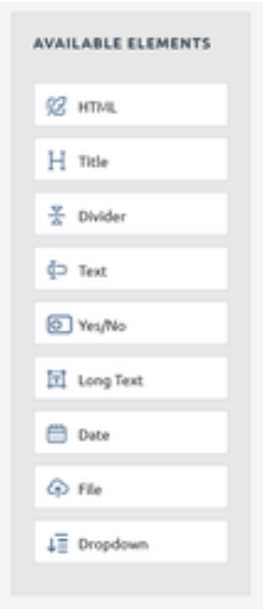 AVAILABLE ELEMENTS
HTML
Title
Divider
Text
Yes/No
Long Text
Date
File
Dropdown